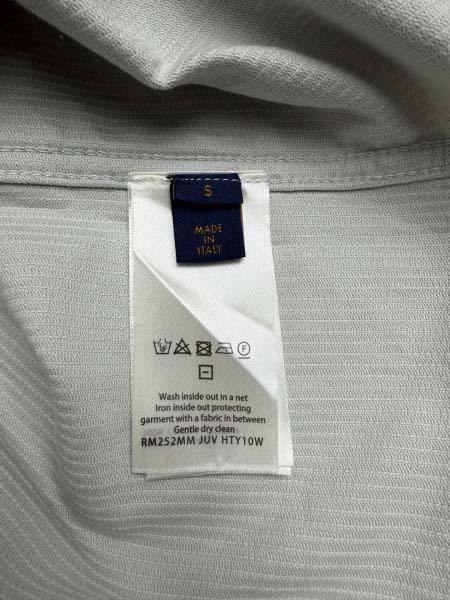 S
MADE
IN
ITALY
F
Wash inside out in a net
Iron inside out protecting
garment with a fabric in between
Gentle dry clean
RM252MM JUV HTY10W